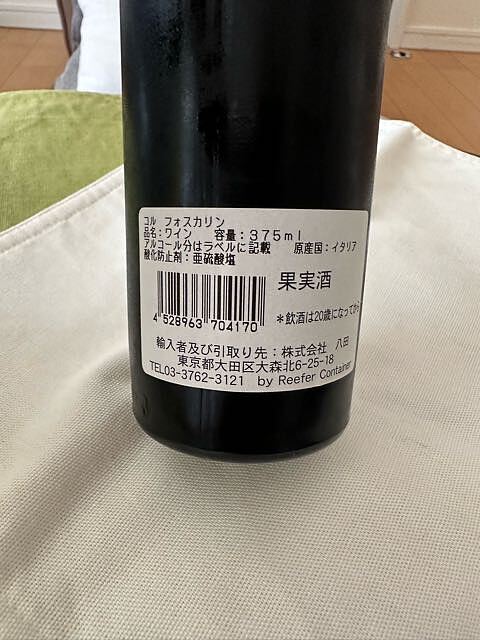 コル フォスカリン
品名:ワイン 容量:375ml
アルコール分はラベルに記載 原産国:イタリア
酸化防止剤:亜硫酸塩
果実酒
4 528963 704170
*飲酒は20歳になってから
輸入者及び引取り先:株式会社 八田
東京都大田区大森北6-25-18
TEL03-3762-3121 by Reefer Container